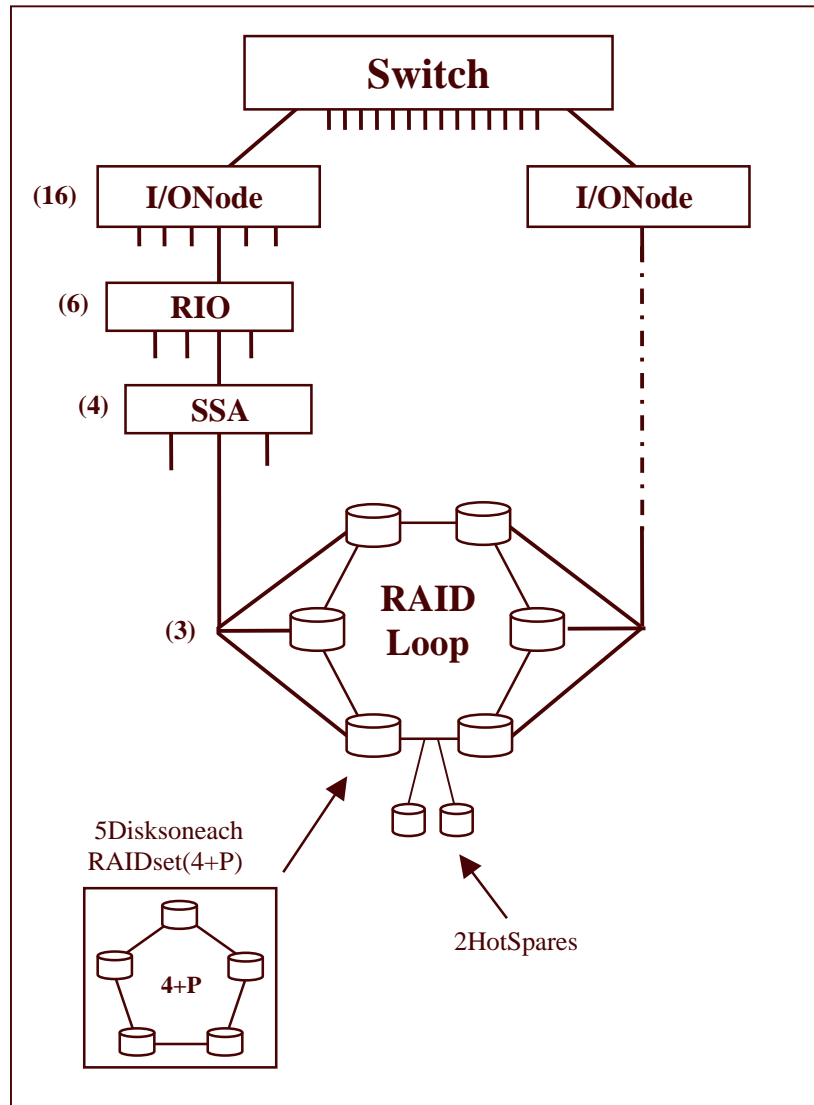 Switch
(16)
I/ONode
I/ONode
(6)
RIO
(4)
SSA
(3)
RAID
Loop
5Disksoneach
RAIDset(4+P)
4+P
2HotSpares